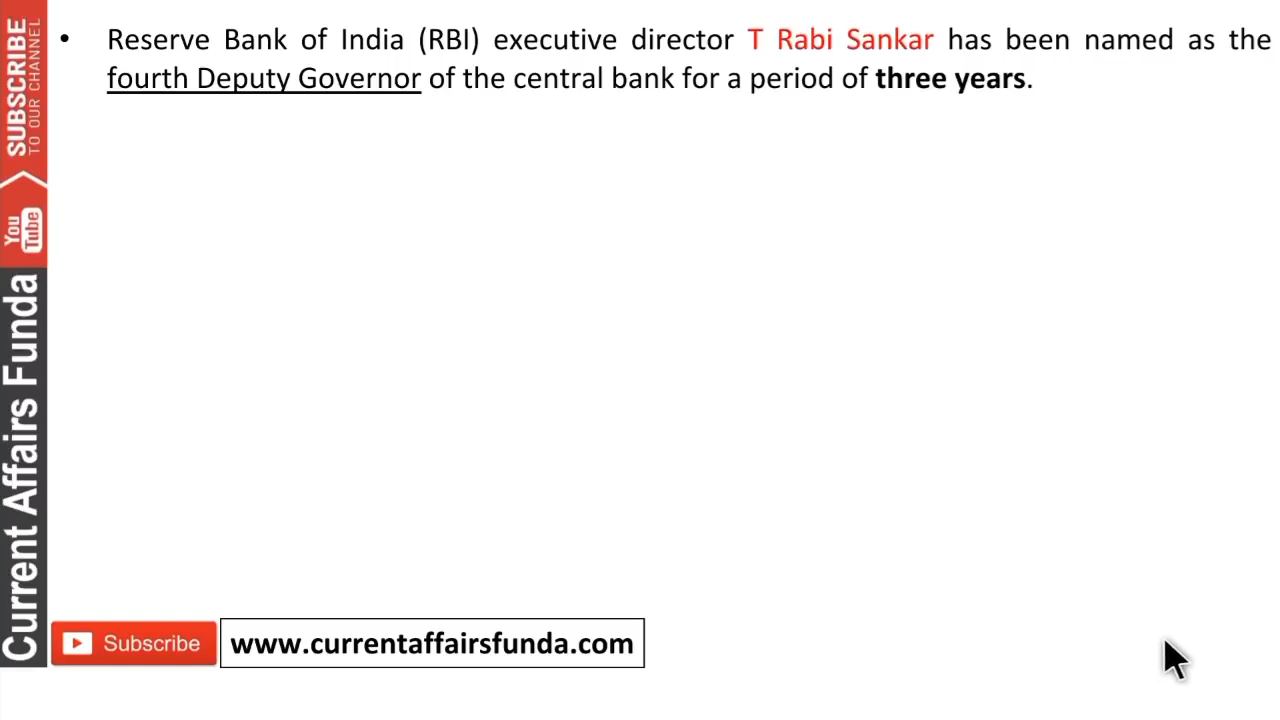 • Reserve Bank of India (RBI) executive director T Rabi Sankar has been named as the
fourth Deputy Governor of the central bank for a period of three years.
SUBSCRIBE
TO OUR CHANNEL
You
Tube
Current Affairs Funda
Subscribe
www.currentaffairsfunda.com